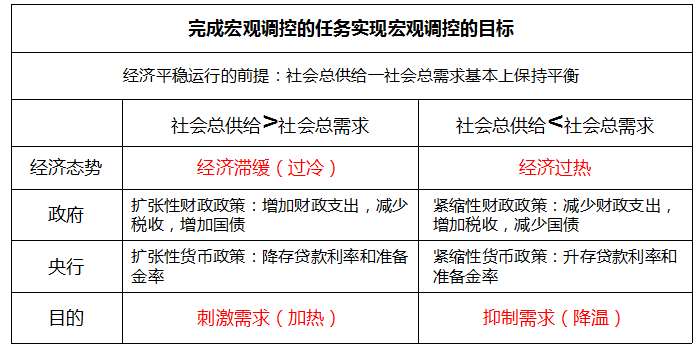 完成宏观调控的任务实现宏观调控的目标
经济平稳运行的前提：社会总供给一社会总需求基本上保持平衡
社会总供给>社会总需求
社会总供给<社会总需求
经济态势
经济滞缓（过冷）
经济过热
政府
扩张性财政政策：增加财政支出，减少
税收，增加国债
紧缩性财政政策：减少财政支出，
增加税收，减少国债
央行
扩张性货币政策：降存贷款利率和准备
金率
紧缩性货币政策：升存贷款利率和
准备金率
目的
刺激需求（加热）
抑制需求（降温）